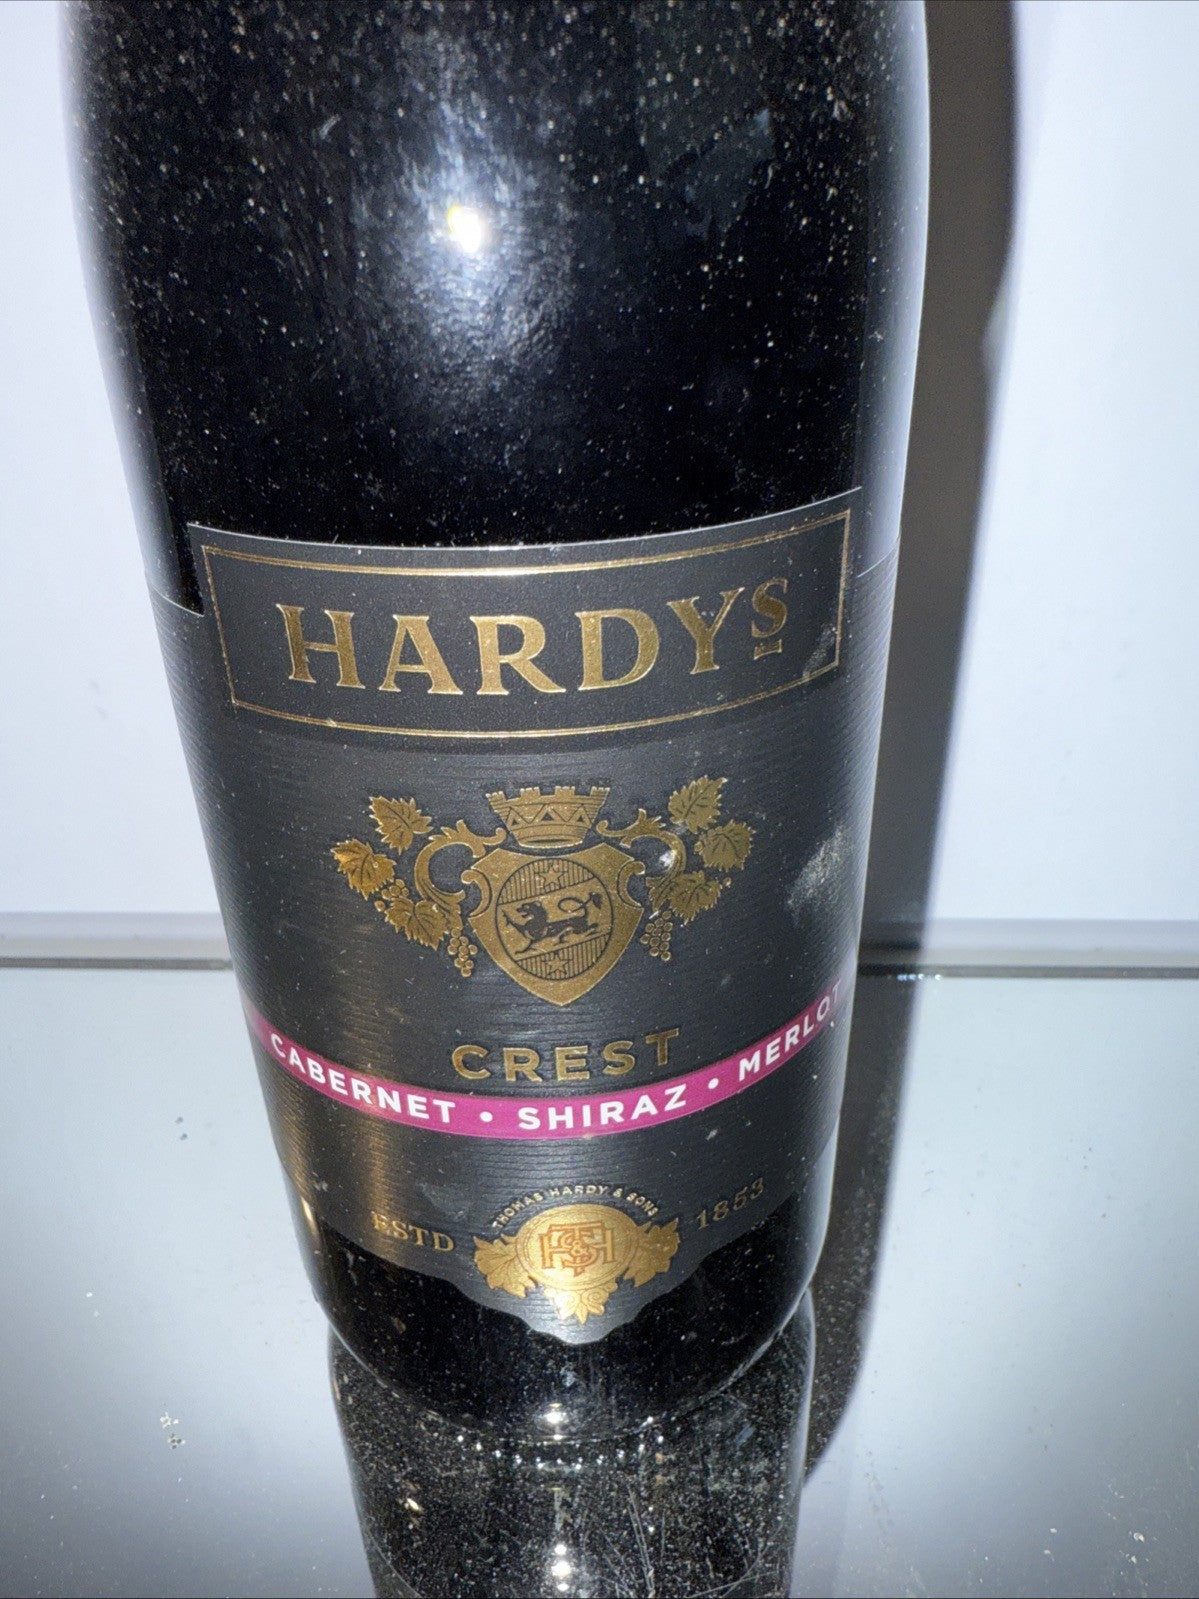 HARDYS
CREST
CABERNET • SHIRAZ • MERLOT
THOMAS HARDY & SONS
ESTD 1853